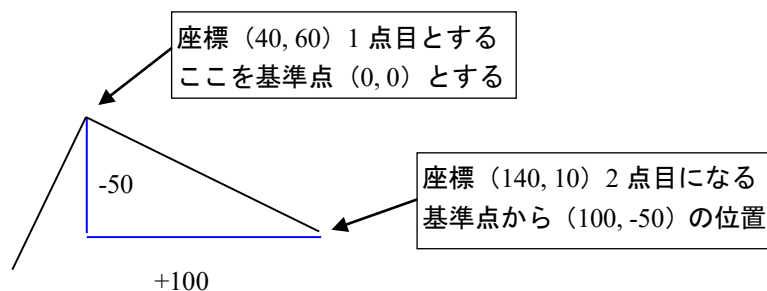 座標（40, 60）1 点目とする
ここを基準点（0, 0）とする
-50
座標（140, 10）2 点目になる
基準点から（100, -50）の位置
+100